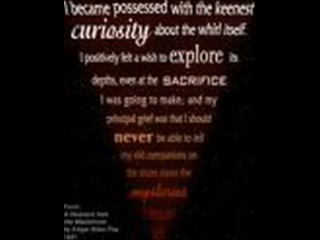 I became possessed with the keenest
curiosity about the whirl itself.
I positively felt a wish to explore its
depths, even at the SACRIFICE
I was going to make; and my
principal grief was that I should
never be able to tell
my old companions on
the shore about the
mysteries
From:
A Descent Into
the Maelstrom
by Edgar Allan Poe
1841